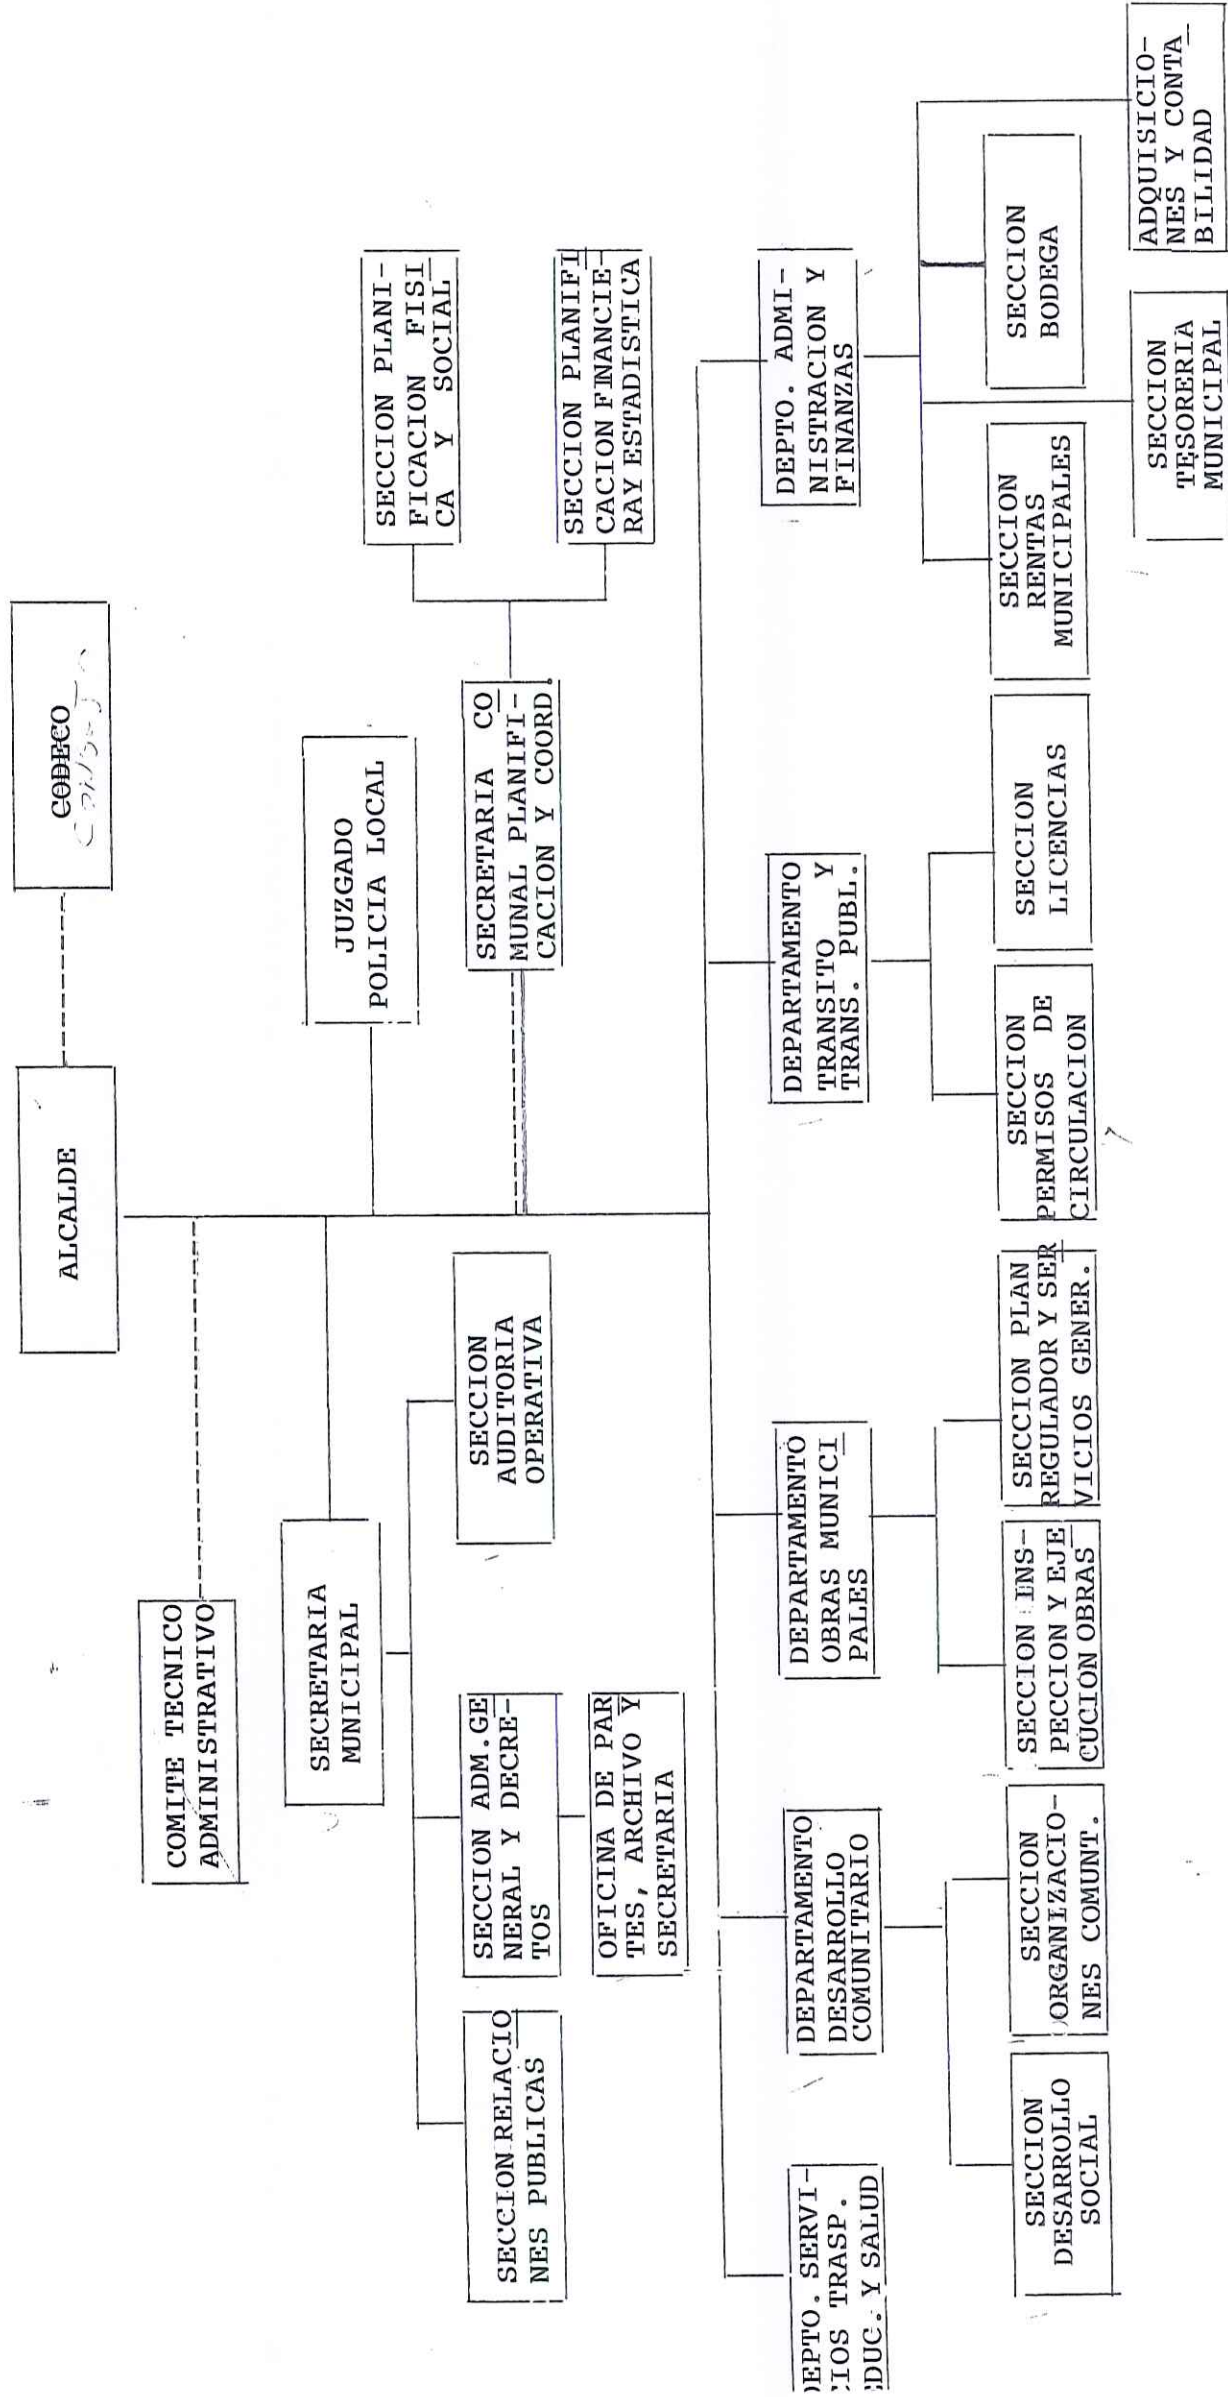 ALCALDE
CODECO
COMITE TECNICO
ADMINISTRATIVO
SECRETARIA
MUNICIPAL
JUZGADO
POLICIA LOCAL
SECCION RELACIO
NES PUBLICAS
SECCION ADM.GE
NERAL Y DECRE-
TOS
OFICINA DE PAR
TES, ARCHIVO Y
SECRETARIA
SECCION
AUDITORIA
OPERATIVA
SECRETARIA CO
MUNAL PLANIFI-
CACION Y COORD.
SECCION PLANI-
FICACION FISI
CA Y SOCIAL
SECCION PLANIFI
CACION FINANCIE-
RAY ESTADISTICA
EPTO. SERVI-
IOS TRASP.
DUC. Y SALUD
DEPARTAMENTO
DESARROLLO
COMUNITARIO
DEPARTAMENTO
OBRAS MUNICI
PALES
DEPARTAMENTO
TRANSITO Y
TRANS. PUBL.
DEPTO. ADMI-
NISTRACION Y
FINANZAS
SECCION
DESARROLLO
SOCIAL
SECCION
ORGANIZACIO-
NES COMUNT.
SECCION INS-
PECCION Y EJE
CUCION OBRAS
SECCION PLAN
REGULADOR Y SER
VICIOS GENER.
SECCION
PERMISOS DE
CIRCULACION
SECCION
LICENCIAS
SECCION
RENTAS
MUNICIPALES
SECCION
BODEGA
SECCION
TESORERIA
MUNICIPAL
ADQUISICIO-
NES Y CONTA
BILIDAD